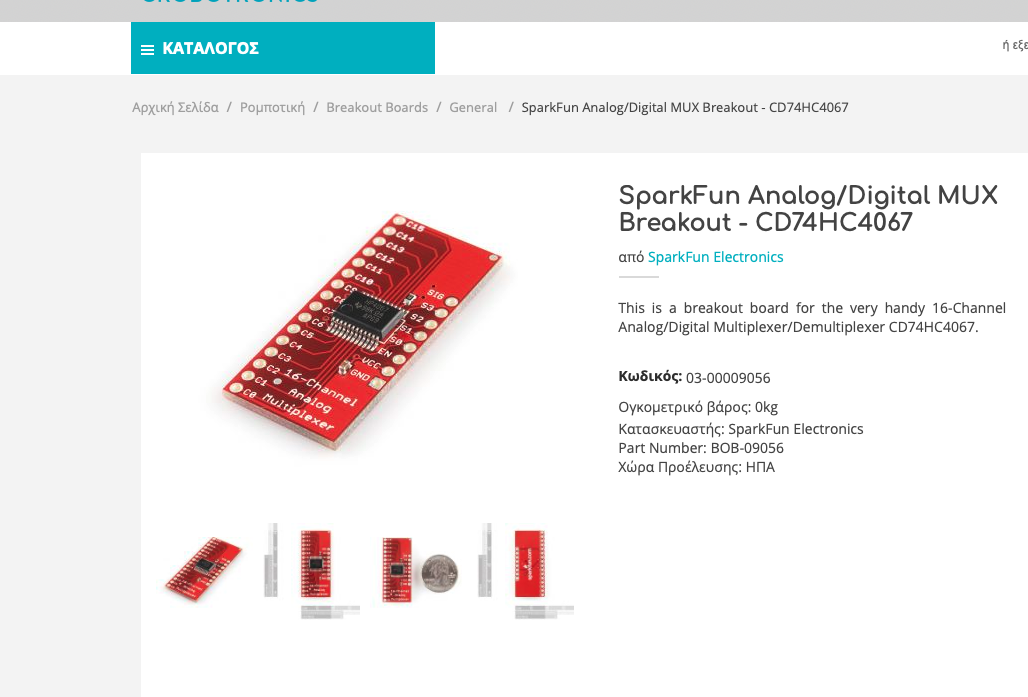 ΚΑΤΑΛΟΓΟΣ
ή εξε
Αρχική Σελίδα / Ρομποτική / Breakout Boards / General / SparkFun Analog/Digital MUX Breakout - CD74HC4067
SparkFun Analog/Digital MUX
Breakout - CD74HC4067
από SparkFun Electronics
This is a breakout board for the very handy 16-Channel
Analog/Digital Multiplexer/Demultiplexer CD74HC4067.
Κωδικός: 03-00009056
Ογκομετρικό βάρος: 0kg
Κατασκευαστής: SparkFun Electronics
Part Number: BOB-09056
Χώρα Προέλευσης: ΗΠΑ
C15
C14
C13
C12
C11
C10
C6
C5
C4
C3
C2
C1
C0
SIG
S3
S2
S1
S0
EN
VCC
GND
16-Channel
Analog
Multiplexer